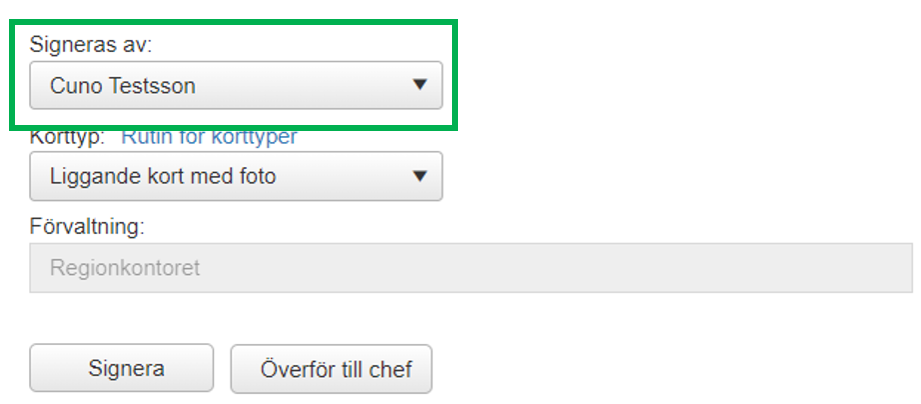 Signeras av:
Cuno Testsson
Korttyp: Rutin för korttyper
Liggande kort med foto
Förvaltning:
Regionkontoret
Signera Överför till chef